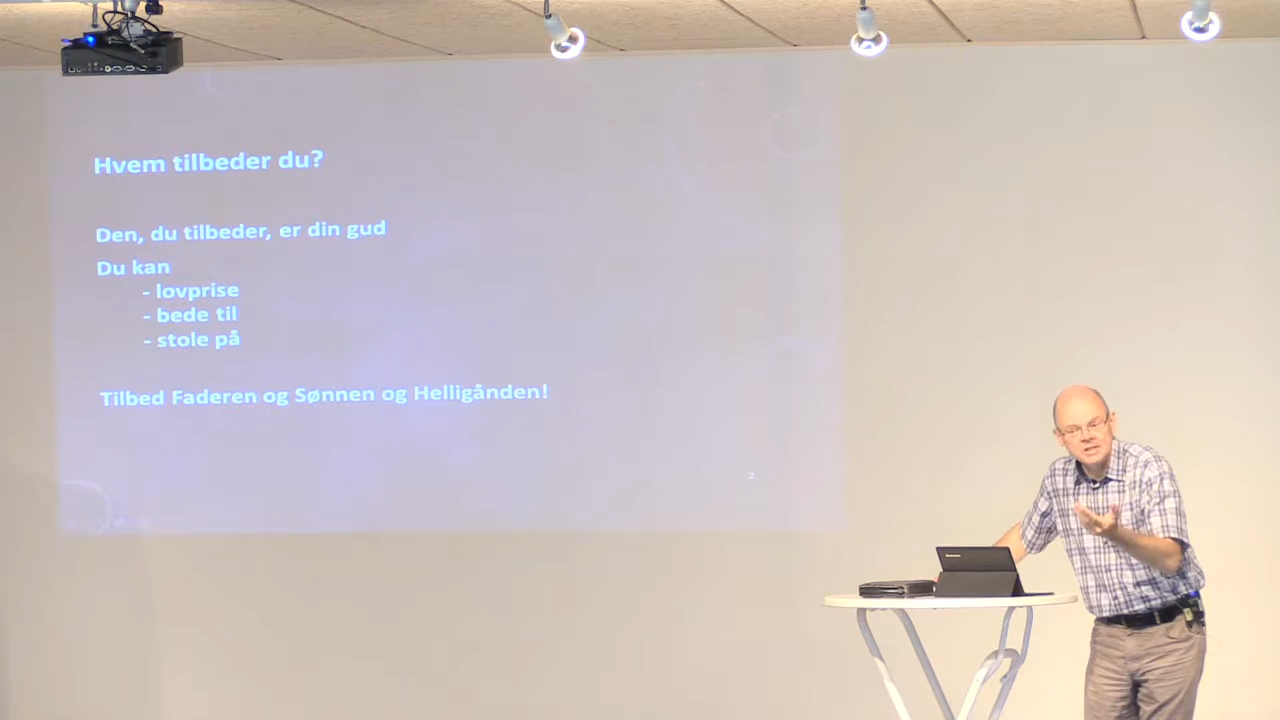 Hvem tilbeder du?
Den, du tilbeder, er din gud
Du kan
- lovprise
- bede til
- stole på
Tilbed Faderen og Sønnen og Helligånden!
2